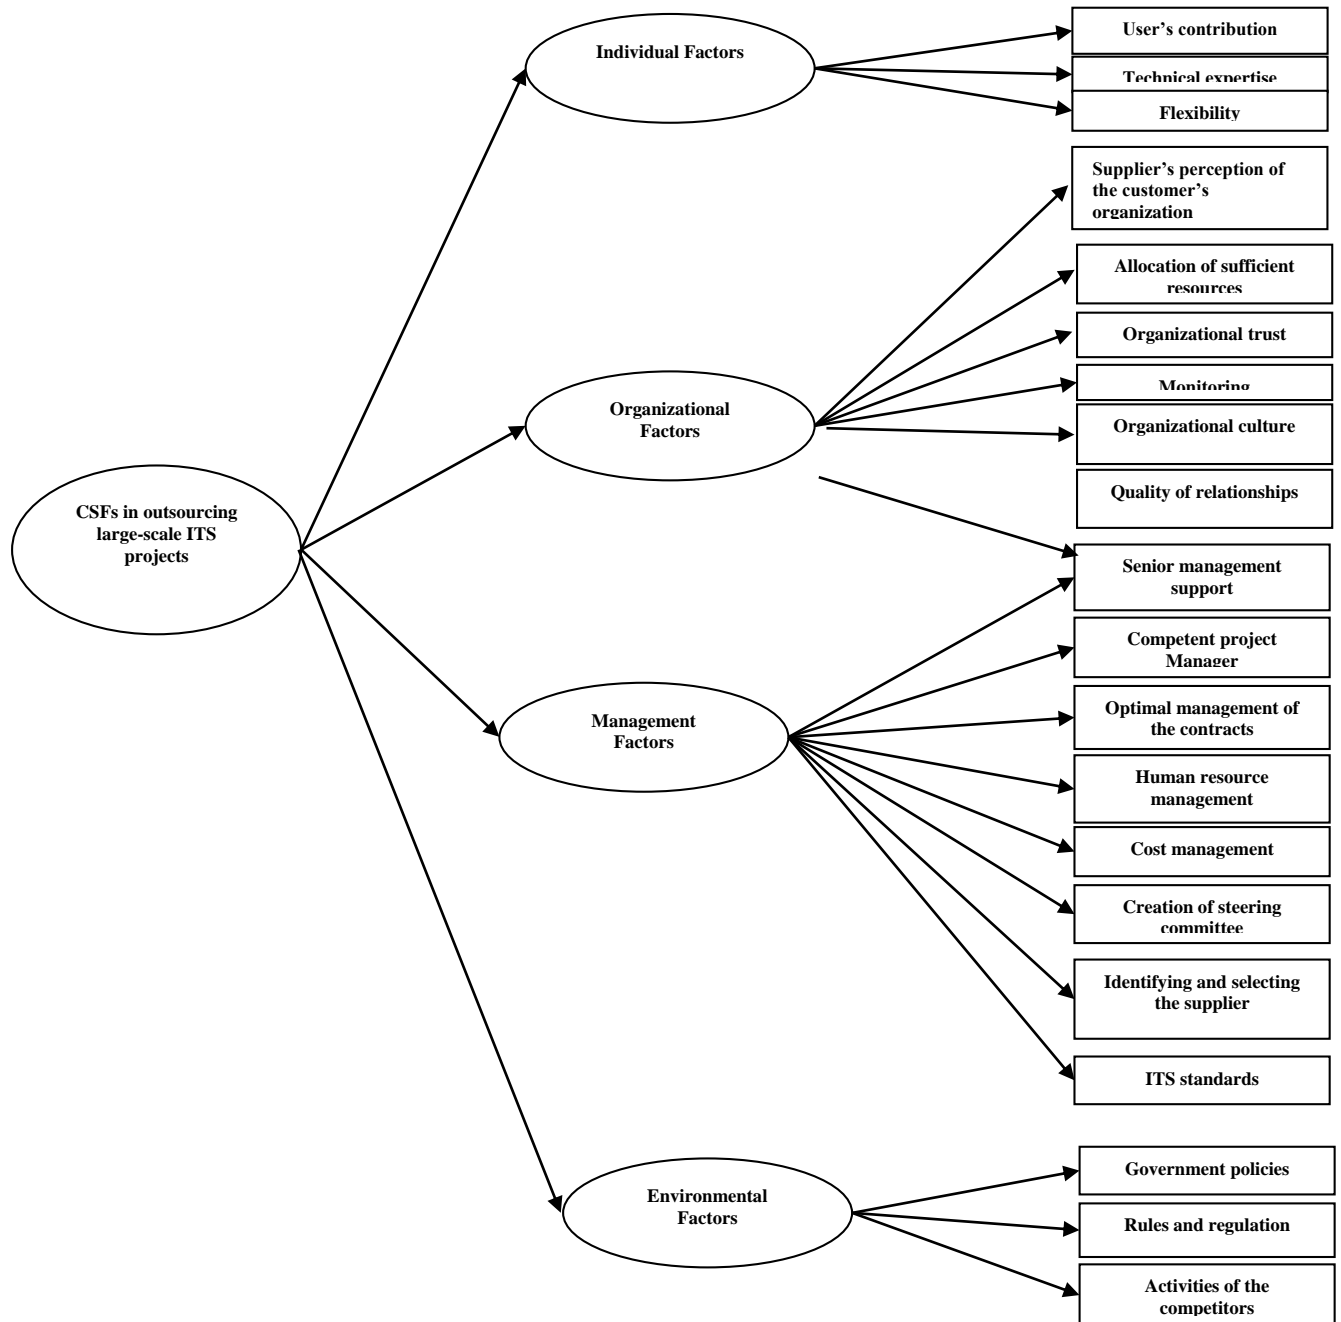 Individual Factors
User's contribution
Technical expertise
Flexibility
Supplier's perception of
the customer's
organization
Allocation of sufficient
resources
Organizational trust
Monitoring
Organizational
Factors
Organizational culture
Quality of relationships
CSFs in outsourcing
large-scale ITS
projects
Senior management
support
Competent project
Manager
Management
Factors
Optimal management of
the contracts
Human resource
management
Cost management
Creation of steering
committee
Identifying and selecting
the supplier
ITS standards
Environmental
Factors
Government policies
Rules and regulation
Activities of the
competitors